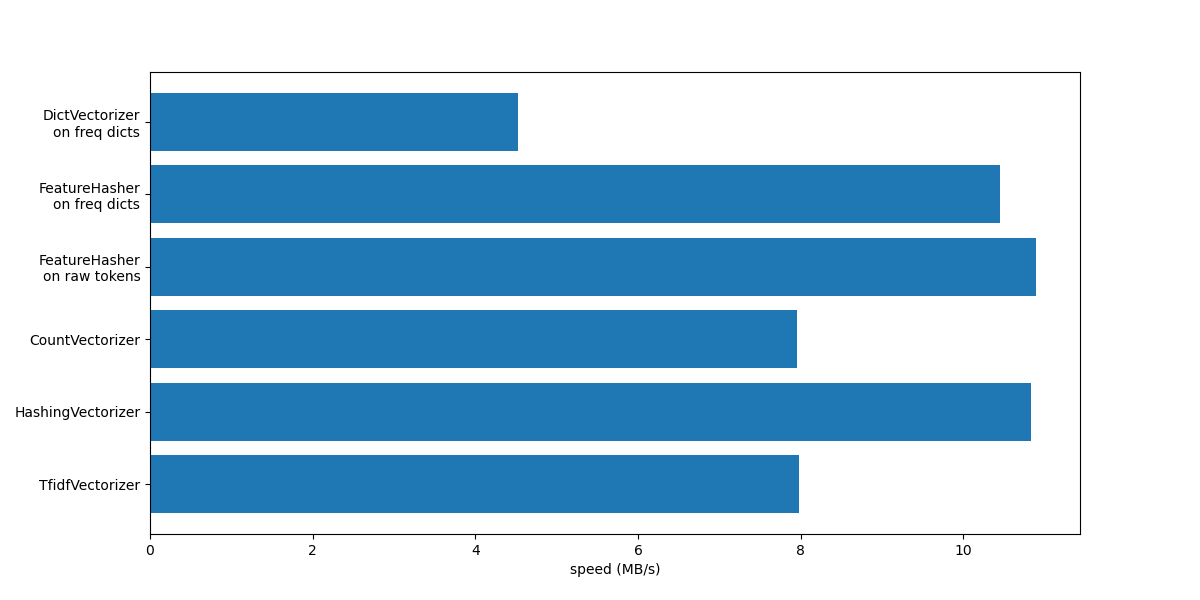 DictVectorizer
on freq dicts
FeatureHasher
on freq dicts
FeatureHasher
on raw tokens
CountVectorizer
HashingVectorizer
TfidfVectorizer
0 2 4 6 8 10
speed (MB/s)